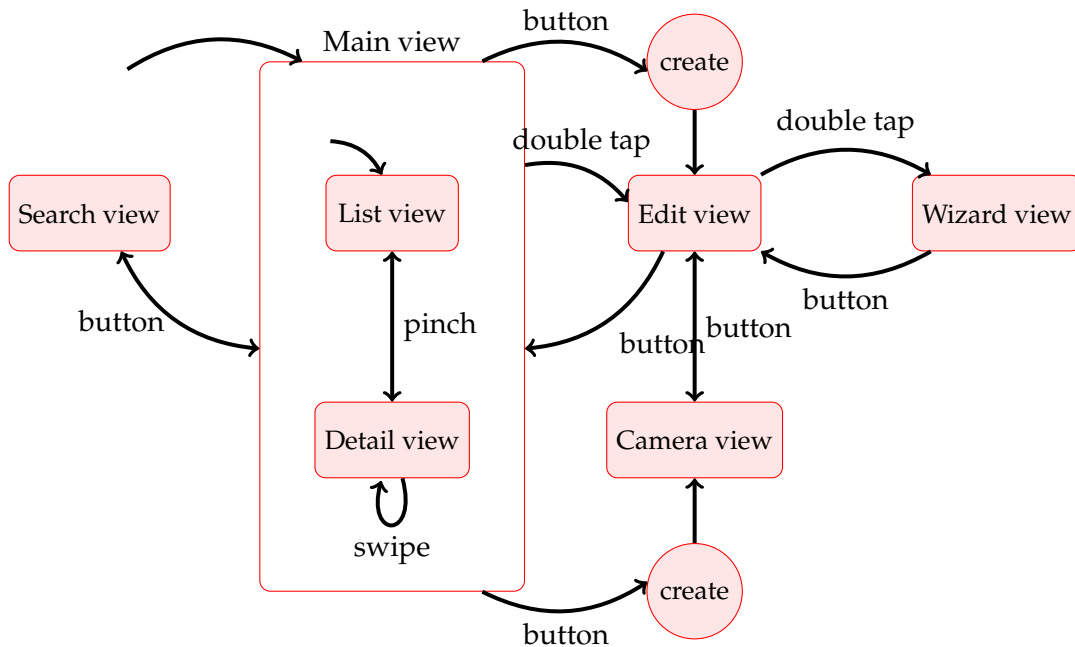 button
Main view
create
double tap
double tap
Search view
List view
Edit view
Wizard view
button
button
pinch
button
button
Detail view
Camera view
swipe
create
button